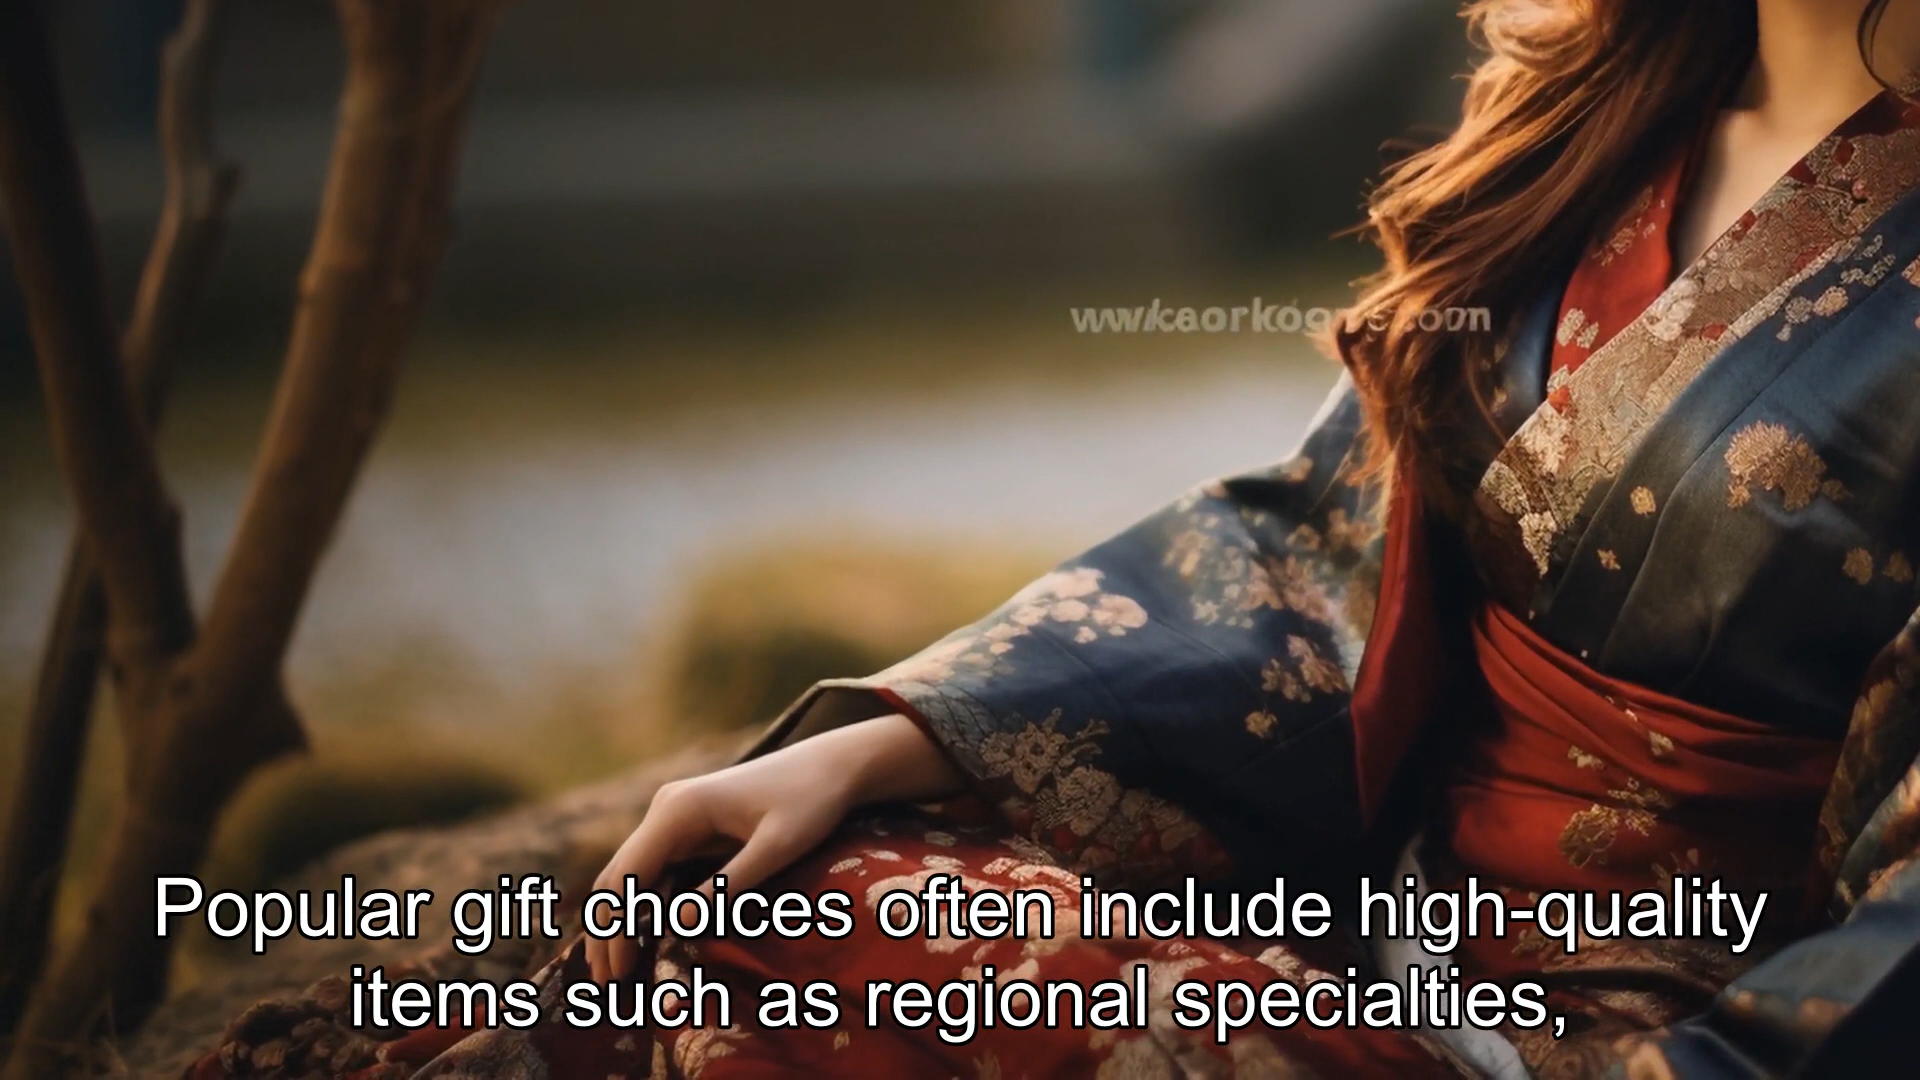 Popular gift choices often include high-quality
items such as regional specialties,